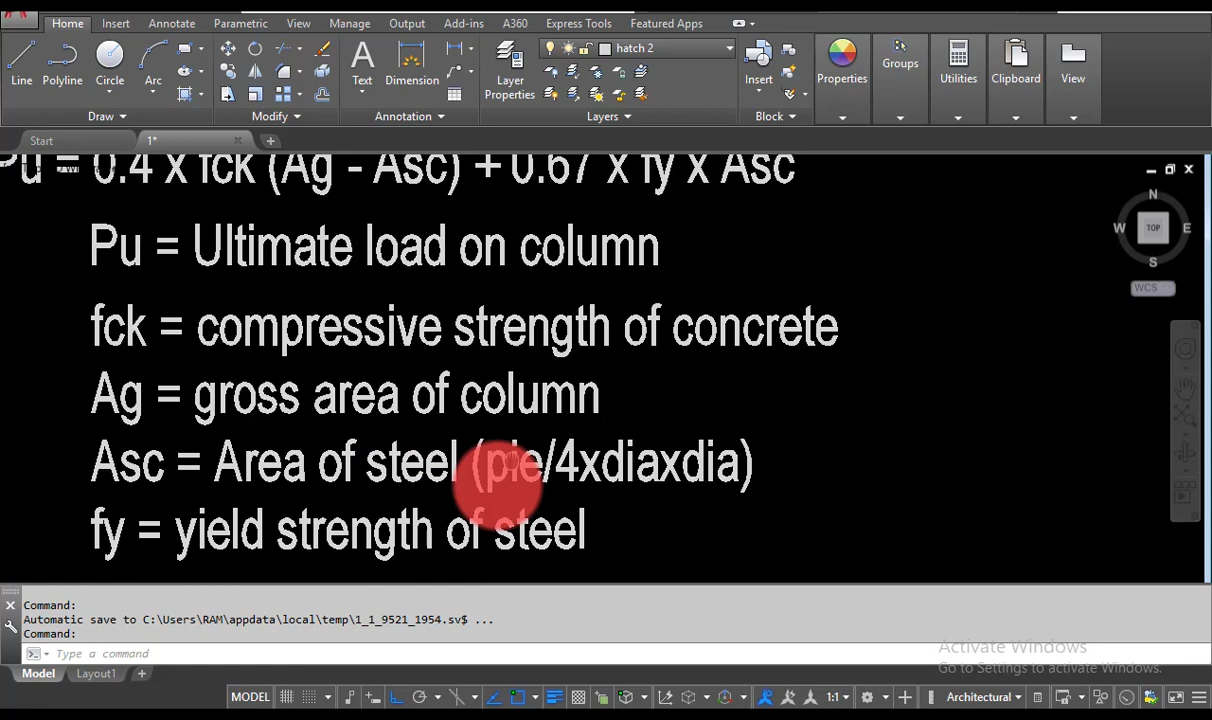 Home Insert Annotate Parametric View Manage Output Add-ins A360 Express Tools Featured Apps
hatch 2
Line Polyline Circle Arc Text Dimension Layer Properties Insert Properties Groups Utilities Clipboard View
Draw Modify Annotation Layers Block
Start 1*
Pu = 0.4 x fck (Ag - Asc) + 0.67 x fy x Asc
Pu = Ultimate load on column
fck = compressive strength of concrete
Ag = gross area of column
Asc = Area of steel (pie/4xdiaxdia)
fy = yield strength of steel
N
W TOP E
S
WCS
Command:
Automatic save to C:\Users\RAM\appdata\local\temp\1_1_9521_1954.sv$ ...
Command:
Type a command
Activate Windows
Go to Settings to activate Windows.
Model Layout1
MODEL 1:1 Architectural